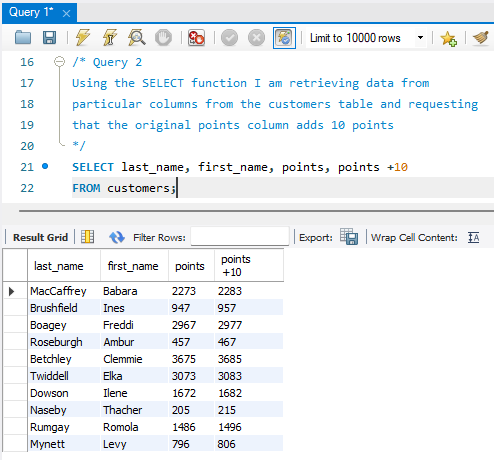 Query 1*
Limit to 10000 rows
16 /* Query 2
17 Using the SELECT function I am retrieving data from
18 particular columns from the customers table and requesting
19 that the original points column adds 10 points
20 */
21 SELECT last_name, first_name, points, points +10
22 FROM customers;
Result Grid Filter Rows: Export: Wrap Cell Content:
last_name first_name points points
+10
MacCaffrey Babara 2273 2283
Brushfield Ines 947 957
Boagey Freddi 2967 2977
Roseburgh Ambur 457 467
Betchley Clemmie 3675 3685
Twiddell Elka 3073 3083
Dowson Ilene 1672 1682
Naseby Thacher 205 215
Rumgay Romola 1486 1496
Mynett Levy 796 806